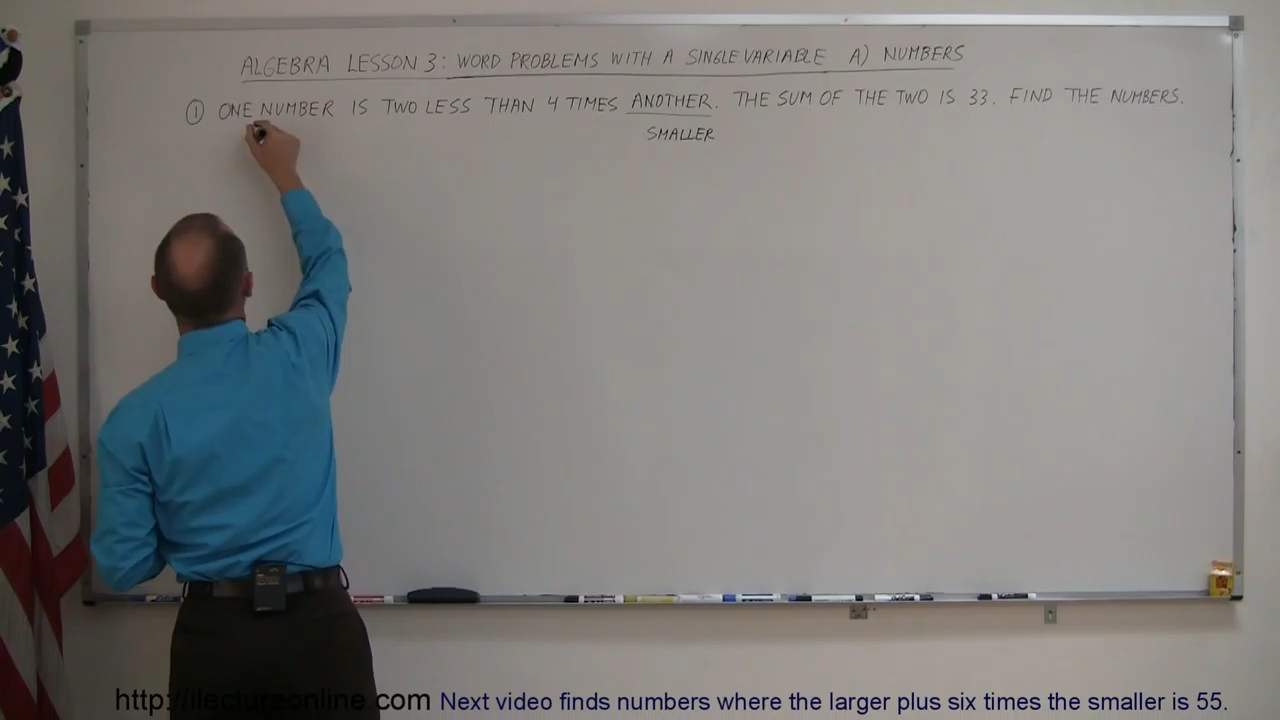 ALGEBRA LESSON 3: WORD PROBLEMS WITH A SINGLE VARIABLE A) NUMBERS
① ONE NUMBER IS TWO LESS THAN 4 TIMES ANOTHER. THE SUM OF THE TWO IS 33. FIND THE NUMBERS.
SMALLER
http://ilectureonline.com Next video finds numbers where the larger plus six times the smaller is 55.